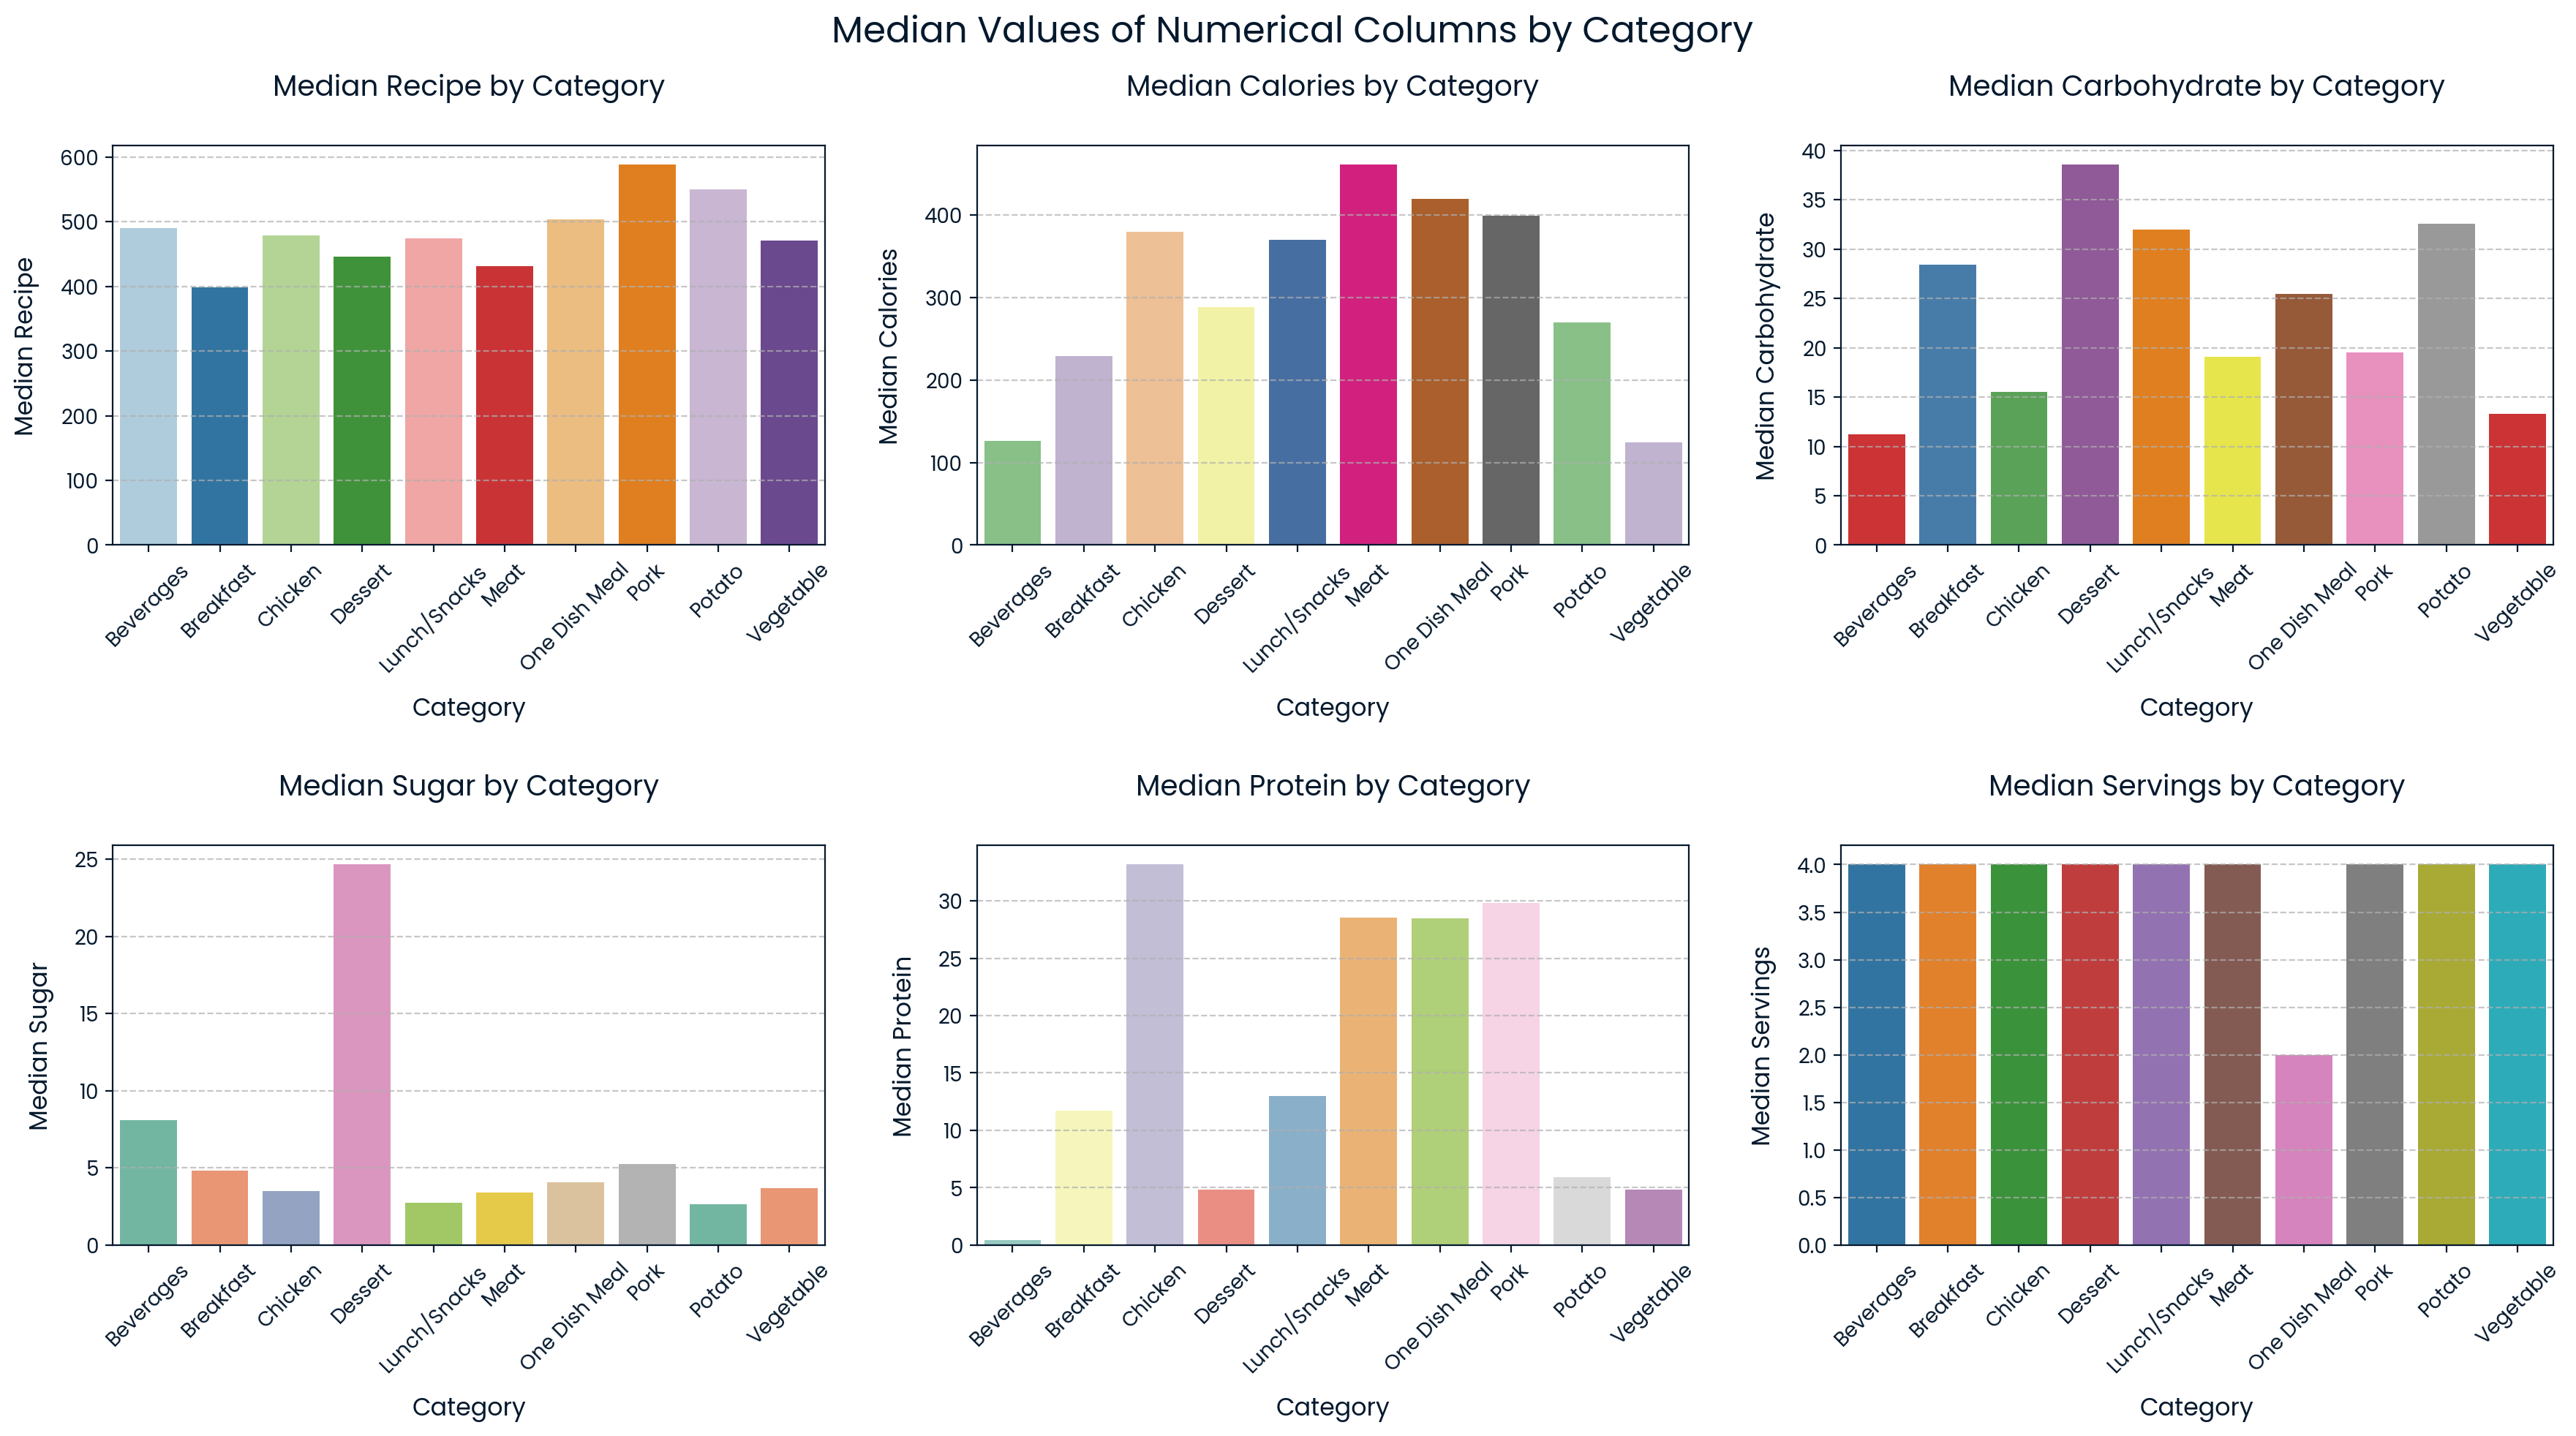 Median Values of Numerical Columns by Category
Median Recipe by Category
Median Recipe
600
500
400
300
200
100
0
Beverages
Breakfast
Chicken
Dessert
Lunch/Snacks
Meat
One Dish Meal
Pork
Potato
Vegetable
Category
Median Calories by Category
Median Calories
400
300
200
100
0
Beverages
Breakfast
Chicken
Dessert
Lunch/Snacks
Meat
One Dish Meal
Pork
Potato
Vegetable
Category
Median Carbohydrate by Category
Median Carbohydrate
40
35
30
25
20
15
10
5
0
Beverages
Breakfast
Chicken
Dessert
Lunch/Snacks
Meat
One Dish Meal
Pork
Potato
Vegetable
Category
Median Sugar by Category
Median Sugar
25
20
15
10
5
0
Beverages
Breakfast
Chicken
Dessert
Lunch/Snacks
Meat
One Dish Meal
Pork
Potato
Vegetable
Category
Median Protein by Category
Median Protein
30
25
20
15
10
5
0
Beverages
Breakfast
Chicken
Dessert
Lunch/Snacks
Meat
One Dish Meal
Pork
Potato
Vegetable
Category
Median Servings by Category
Median Servings
4.0
3.5
3.0
2.5
2.0
1.5
1.0
0.5
0.0
Beverages
Breakfast
Chicken
Dessert
Lunch/Snacks
Meat
One Dish Meal
Pork
Potato
Vegetable
Category